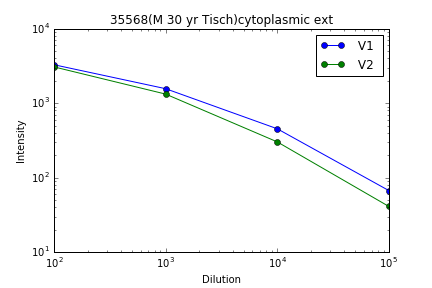 35568(M 30 yr Tisch)cytoplasmic ext
10^4
V1
V2
10^3
Intensity
10^2
10^1
10^2 10^3 10^4 10^5
Dilution